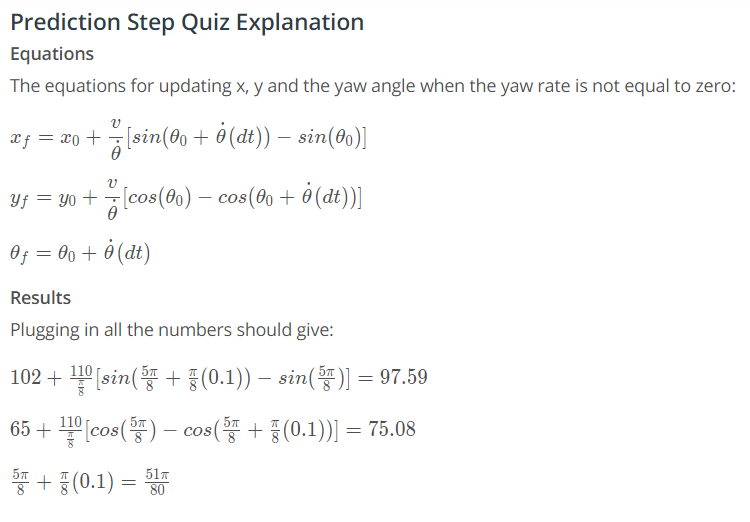 Prediction Step Quiz Explanation
Equations
The equations for updating x, y and the yaw angle when the yaw rate is not equal to zero:
$x_f = x_0 + \frac{v}{\dot{\theta}}[sin(\theta_0 + \dot{\theta}(dt)) - sin(\theta_0)]$
$y_f = y_0 + \frac{v}{\dot{\theta}}[cos(\theta_0) - cos(\theta_0 + \dot{\theta}(dt))]$
$\theta_f = \theta_0 + \dot{\theta}(dt)$
Results
Plugging in all the numbers should give:
$102 + \frac{110}{\frac{\pi}{8}}[sin(\frac{5\pi}{8} + \frac{\pi}{8}(0.1)) - sin(\frac{5\pi}{8})] = 97.59$
$65 + \frac{110}{\frac{\pi}{8}}[cos(\frac{5\pi}{8}) - cos(\frac{5\pi}{8} + \frac{\pi}{8}(0.1))] = 75.08$
$\frac{5\pi}{8} + \frac{\pi}{8}(0.1) = \frac{51\pi}{80}$